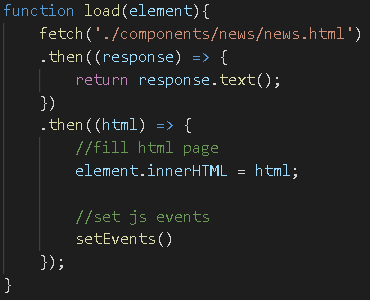 function load(element){
fetch('./components/news/news.html')
.then((response) => {
return response.text();
})
.then((html) => {
//fill html page
element.innerHTML = html;
//set js events
setEvents()
});
}